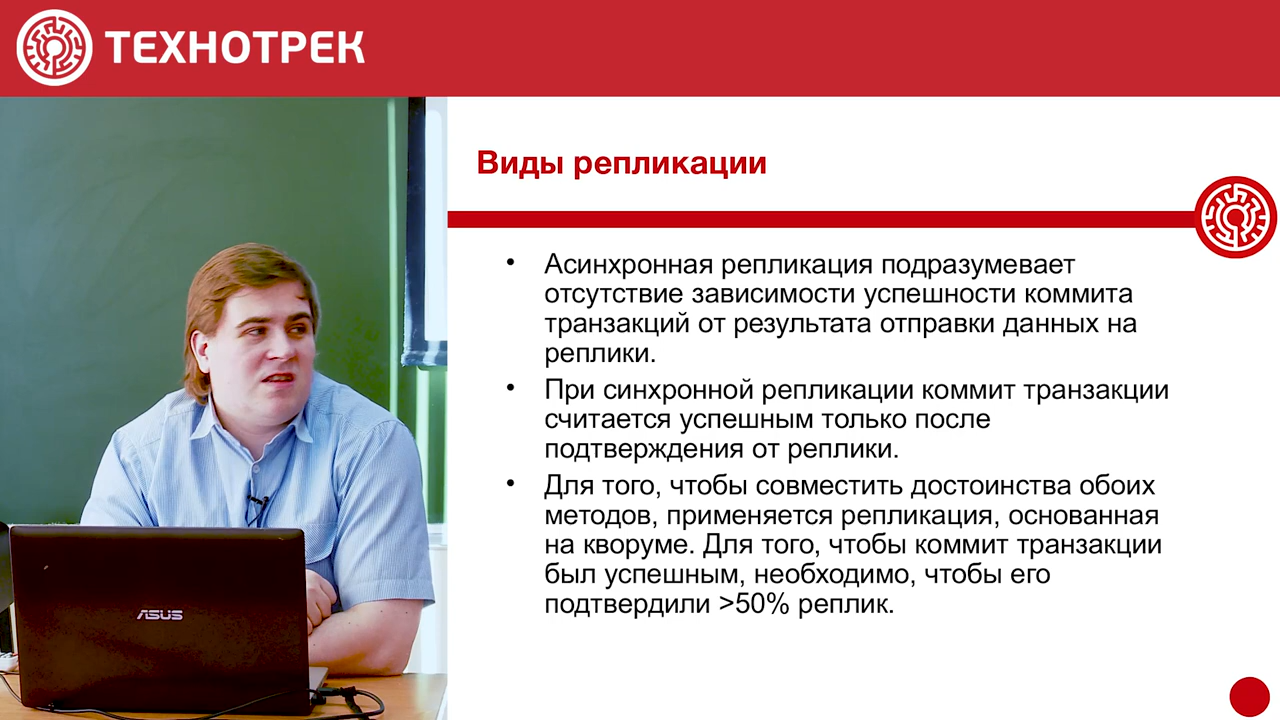 ТЕХНОТРЕК
Виды репликации
• Асинхронная репликация подразумевает
отсутствие зависимости успешности коммита
транзакций от результата отправки данных на
реплики.
• При синхронной репликации коммит транзакции
считается успешным только после
подтверждения от реплики.
• Для того, чтобы совместить достоинства обоих
методов, применяется репликация, основанная
на кворуме. Для того, чтобы коммит транзакции
был успешным, необходимо, чтобы его
подтвердили >50% реплик.
ASUS